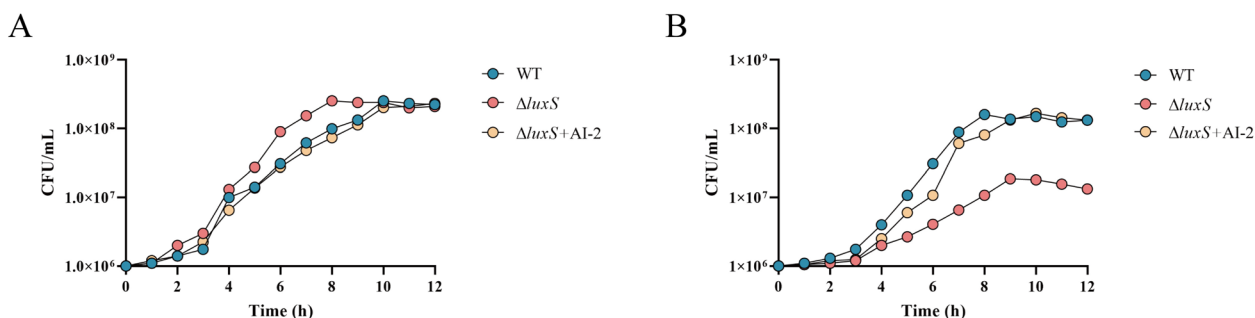 A
CFU/mL
1.0×10⁹
1.0×10⁸
1.0×10⁷
1.0×10⁶
0 2 4 6 8 10 12
Time (h)
WT
ΔluxS
ΔluxS+AI-2
B
CFU/mL
1×10⁹
1×10⁸
1×10⁷
1×10⁶
0 2 4 6 8 10 12
Time (h)
WT
ΔluxS
ΔluxS+AI-2